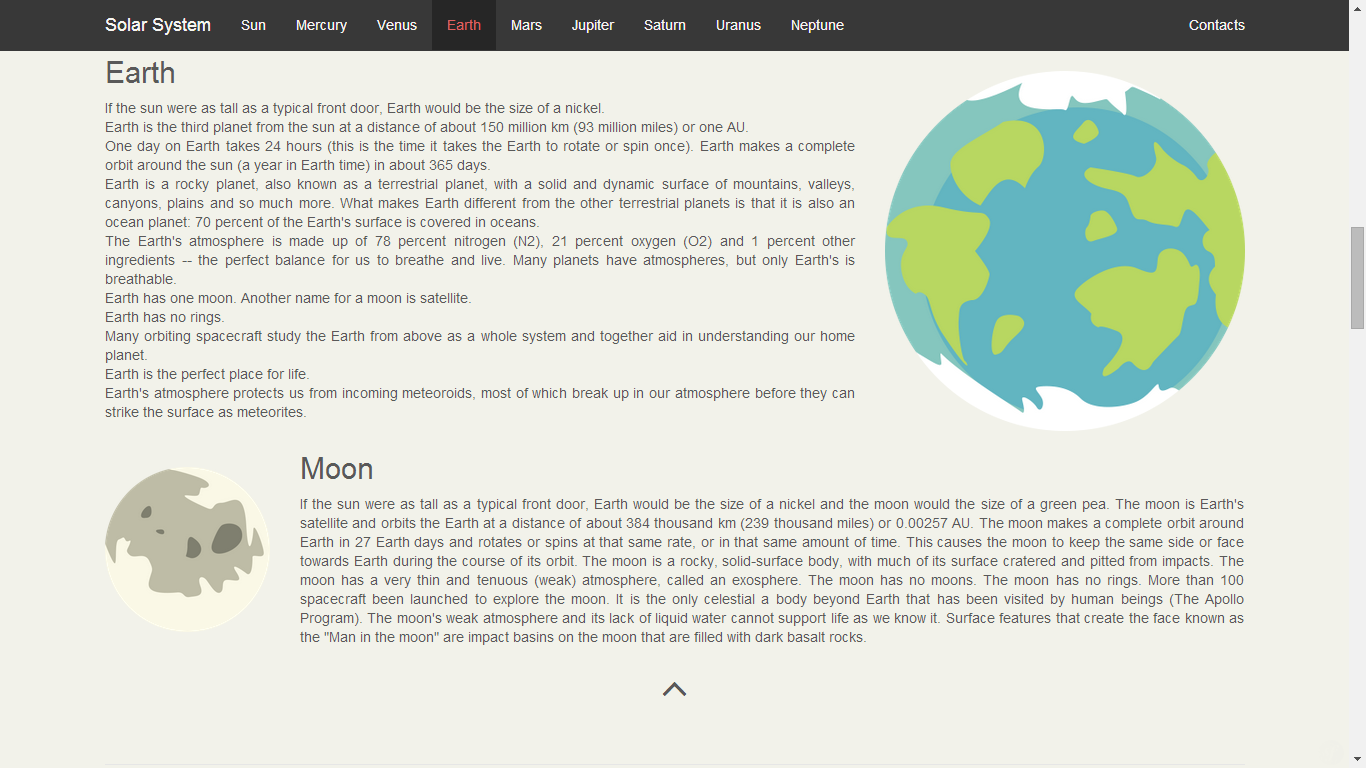 Solar System Sun Mercury Venus Earth Mars Jupiter Saturn Uranus Neptune Contacts
Earth
If the sun were as tall as a typical front door, Earth would be the size of a nickel.
Earth is the third planet from the sun at a distance of about 150 million km (93 million miles) or one AU.
One day on Earth takes 24 hours (this is the time it takes the Earth to rotate or spin once). Earth makes a complete
orbit around the sun (a year in Earth time) in about 365 days.
Earth is a rocky planet, also known as a terrestrial planet, with a solid and dynamic surface of mountains, valleys,
canyons, plains and so much more. What makes Earth different from the other terrestrial planets is that it is also an
ocean planet: 70 percent of the Earth's surface is covered in oceans.
The Earth's atmosphere is made up of 78 percent nitrogen (N2), 21 percent oxygen (O2) and 1 percent other
ingredients -- the perfect balance for us to breathe and live. Many planets have atmospheres, but only Earth's is
breathable.
Earth has one moon. Another name for a moon is satellite.
Earth has no rings.
Many orbiting spacecraft study the Earth from above as a whole system and together aid in understanding our home
planet.
Earth is the perfect place for life.
Earth's atmosphere protects us from incoming meteoroids, most of which break up in our atmosphere before they can
strike the surface as meteorites.
Moon
If the sun were as tall as a typical front door, Earth would be the size of a nickel and the moon would the size of a green pea. The moon is Earth's
satellite and orbits the Earth at a distance of about 384 thousand km (239 thousand miles) or 0.00257 AU. The moon makes a complete orbit around
Earth in 27 Earth days and rotates or spins at that same rate, or in that same amount of time. This causes the moon to keep the same side or face
towards Earth during the course of its orbit. The moon is a rocky, solid-surface body, with much of its surface cratered and pitted from impacts. The
moon has a very thin and tenuous (weak) atmosphere, called an exosphere. The moon has no moons. The moon has no rings. More than 100
spacecraft been launched to explore the moon. It is the only celestial a body beyond Earth that has been visited by human beings (The Apollo
Program). The moon's weak atmosphere and its lack of liquid water cannot support life as we know it. Surface features that create the face known as
the "Man in the moon" are impact basins on the moon that are filled with dark basalt rocks.